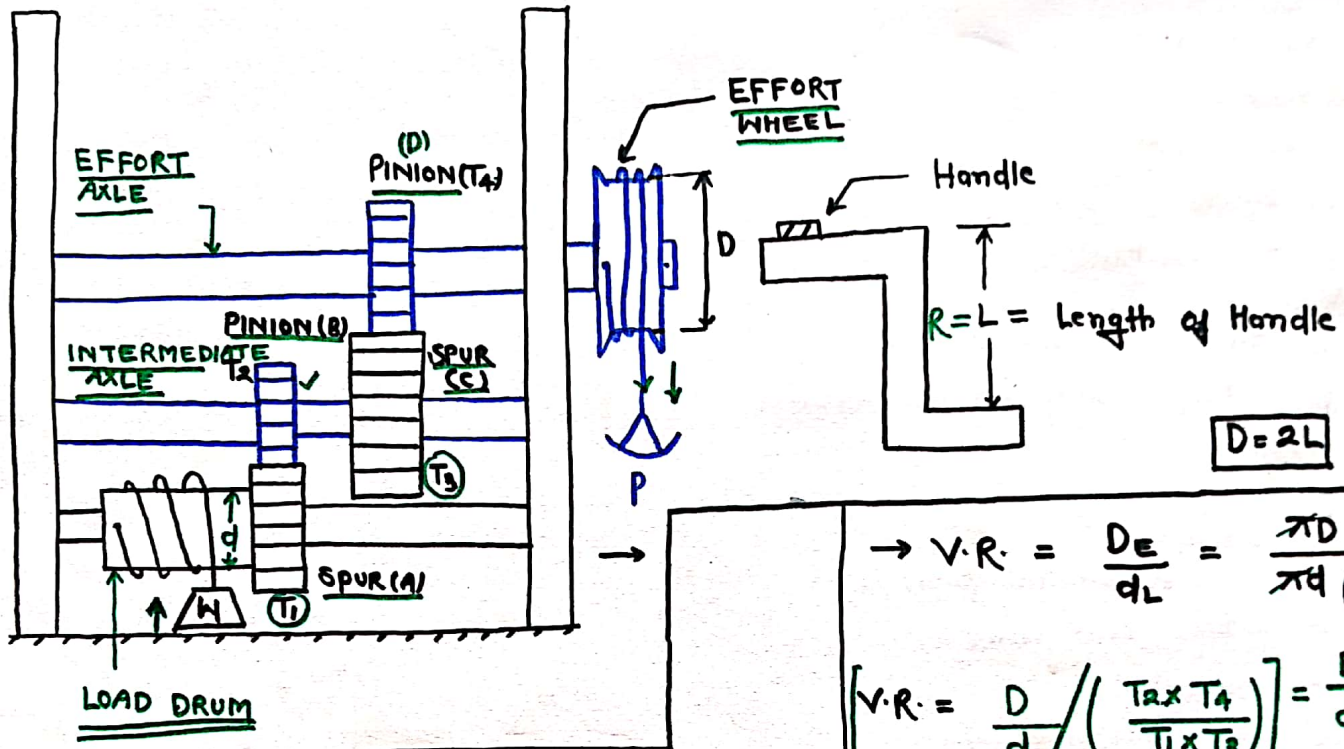 EFFORT
WHEEL
(D)
PINION(T4)
EFFORT
AXLE
Handle
D
PINION(B)
R=L= Length of Handle
INTERMEDIATE
AXLE
T2
SPUR
(C)
D=2L
T3
P
d
SPUR(A)
→ V.R. = DE/dL = πD/πd
W
T1
LOAD DRUM
[V.R. = D/d/(T2×T4/T1×T3)] =